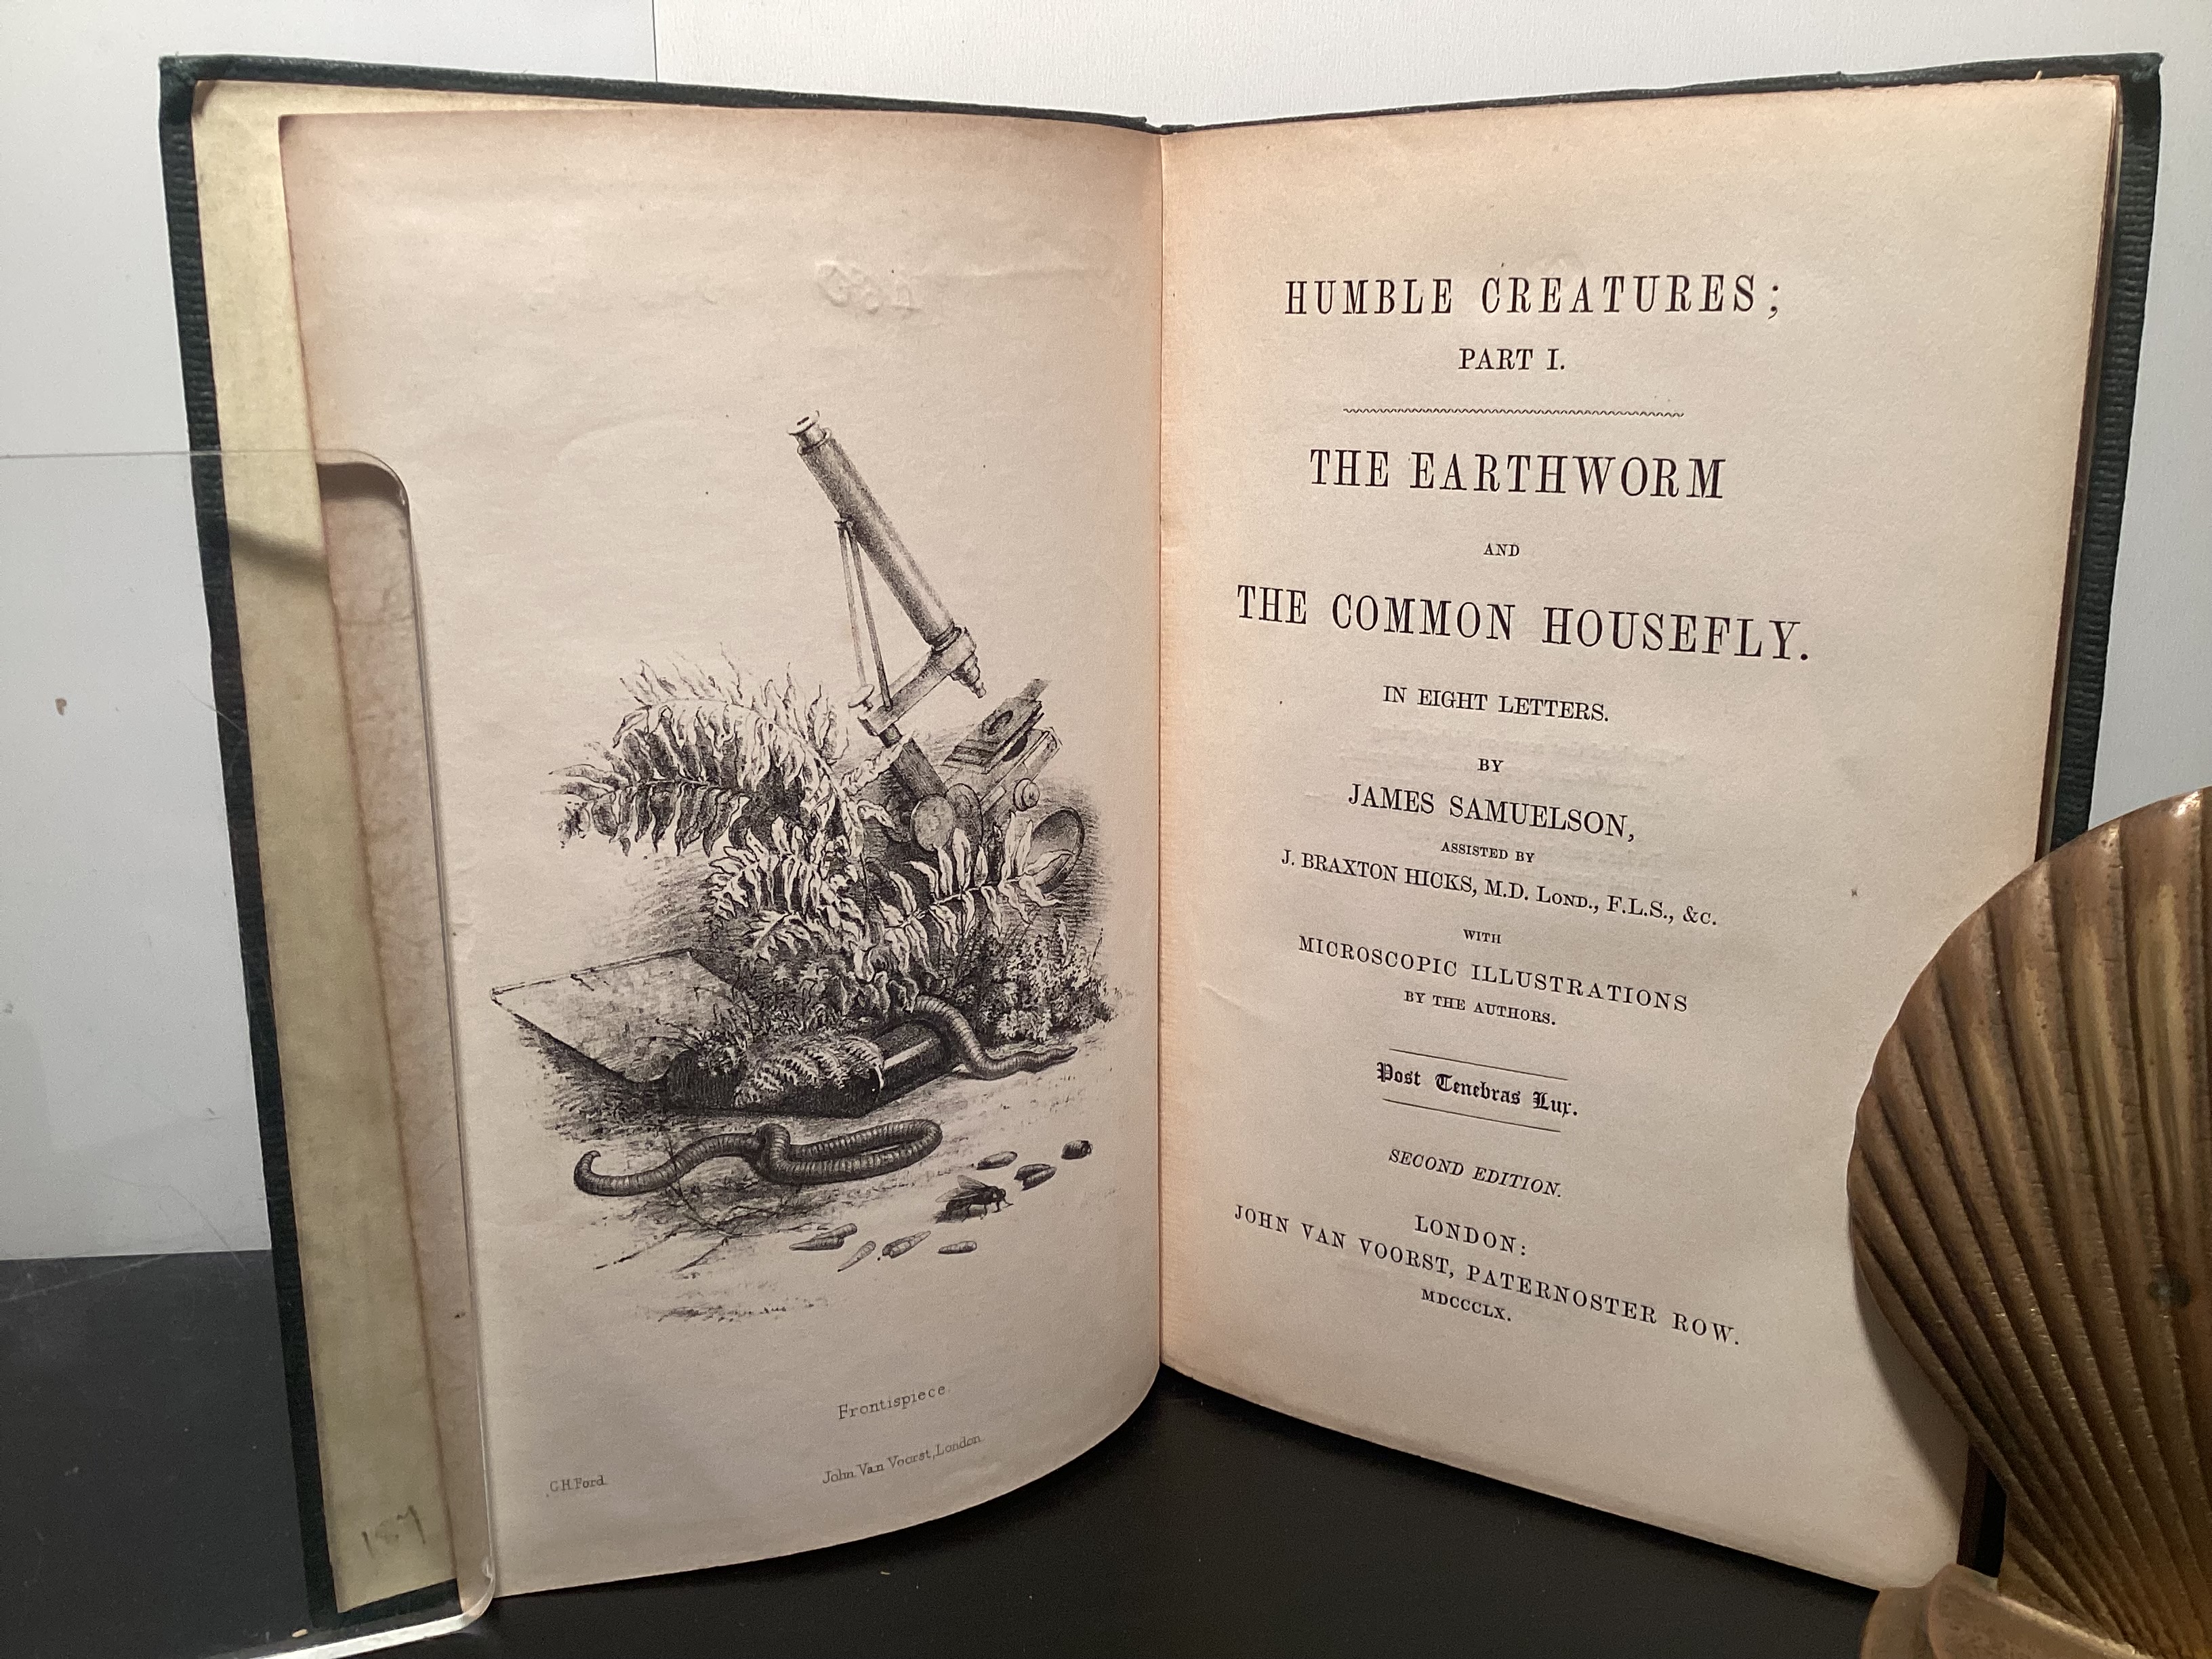 Frontispiece.
G.H.Ford.
John Van Voorst, London.
HUMBLE CREATURES;
PART I.
THE EARTHWORM
AND
THE COMMON HOUSEFLY.
IN EIGHT LETTERS.
BY
JAMES SAMUELSON,
ASSISTED BY
J. BRAXTON HICKS, M.D. LOND., F.L.S., &c.
WITH
MICROSCOPIC ILLUSTRATIONS
BY THE AUTHORS.
Post Tenebras Lux.
SECOND EDITION.
LONDON:
JOHN VAN VOORST, PATERNOSTER ROW.
MDCCCLX.